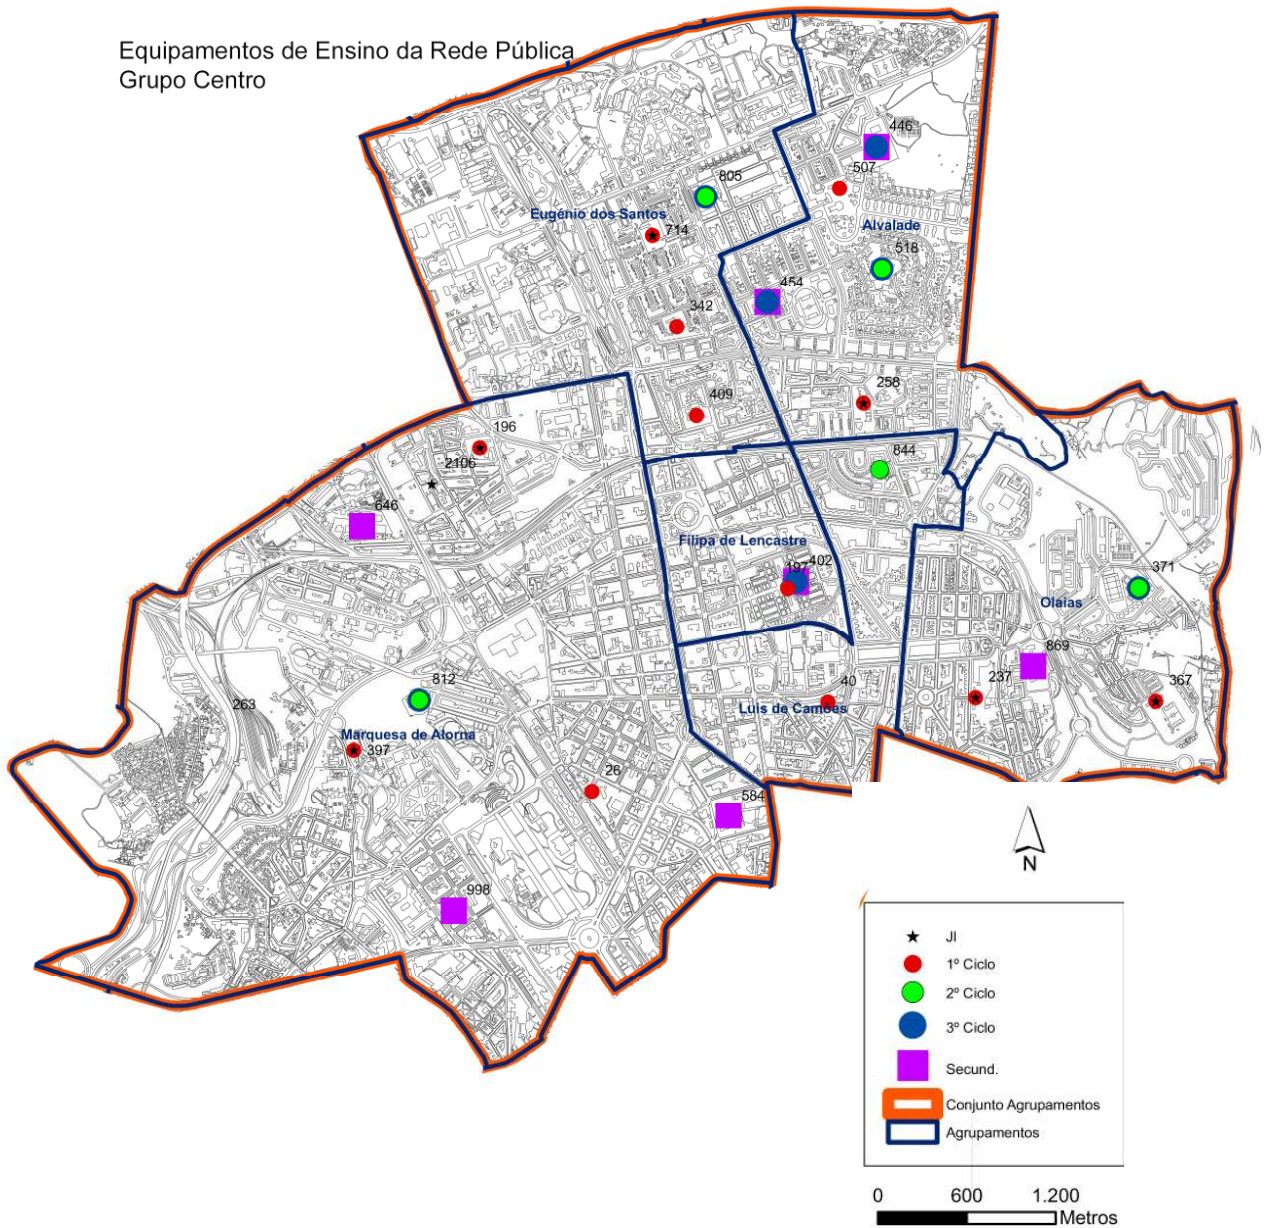 Equipamentos de Ensino da Rede Pública
Grupo Centro
446
507
805
Eugénio dos Santos
714
Alvalade
518
454
342
258
409
196
2106
844
646
Filipa de Lencastre
402
197
371
Olaias
869
237
367
812
40
263
Luis de Camões
Marquesa de Alorna
397
26
584
998
N
JI
1º Ciclo
2º Ciclo
3º Ciclo
Secund.
Conjunto Agrupamentos
Agrupamentos
0 600 1.200
Metros